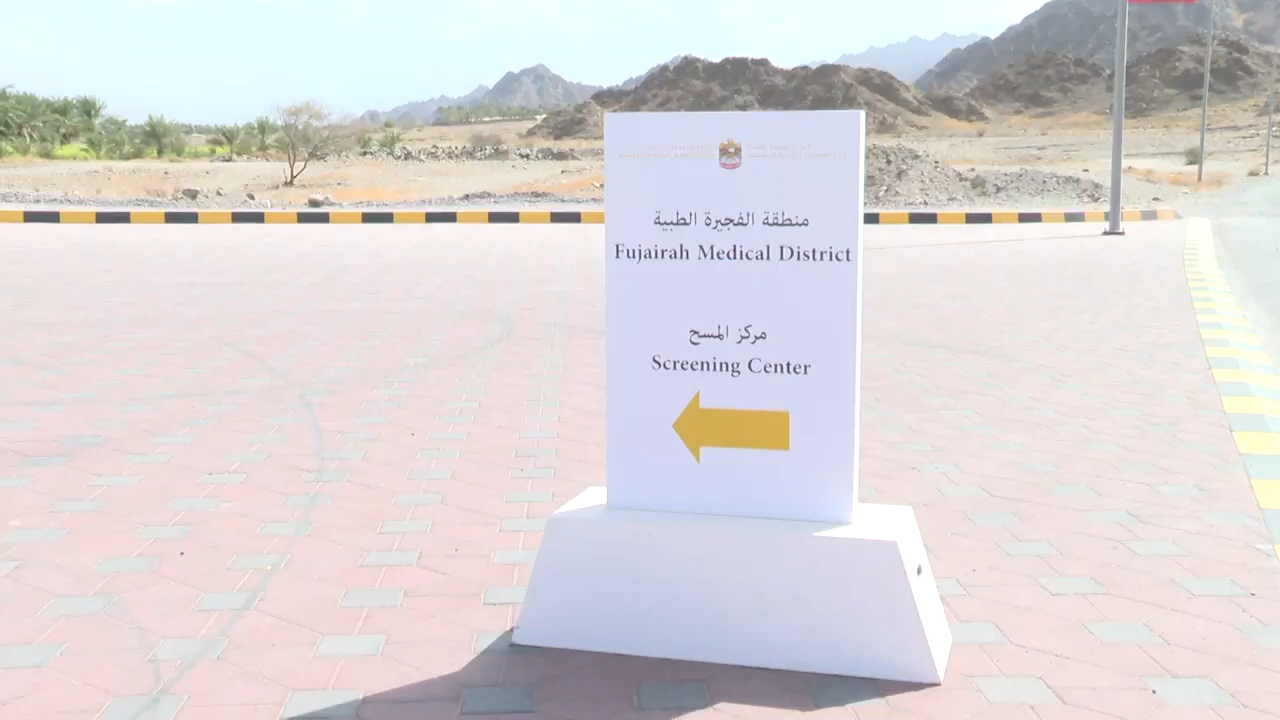 منطقة الفجيرة الطبية
Fujairah Medical District
مركز المسح
Screening Center